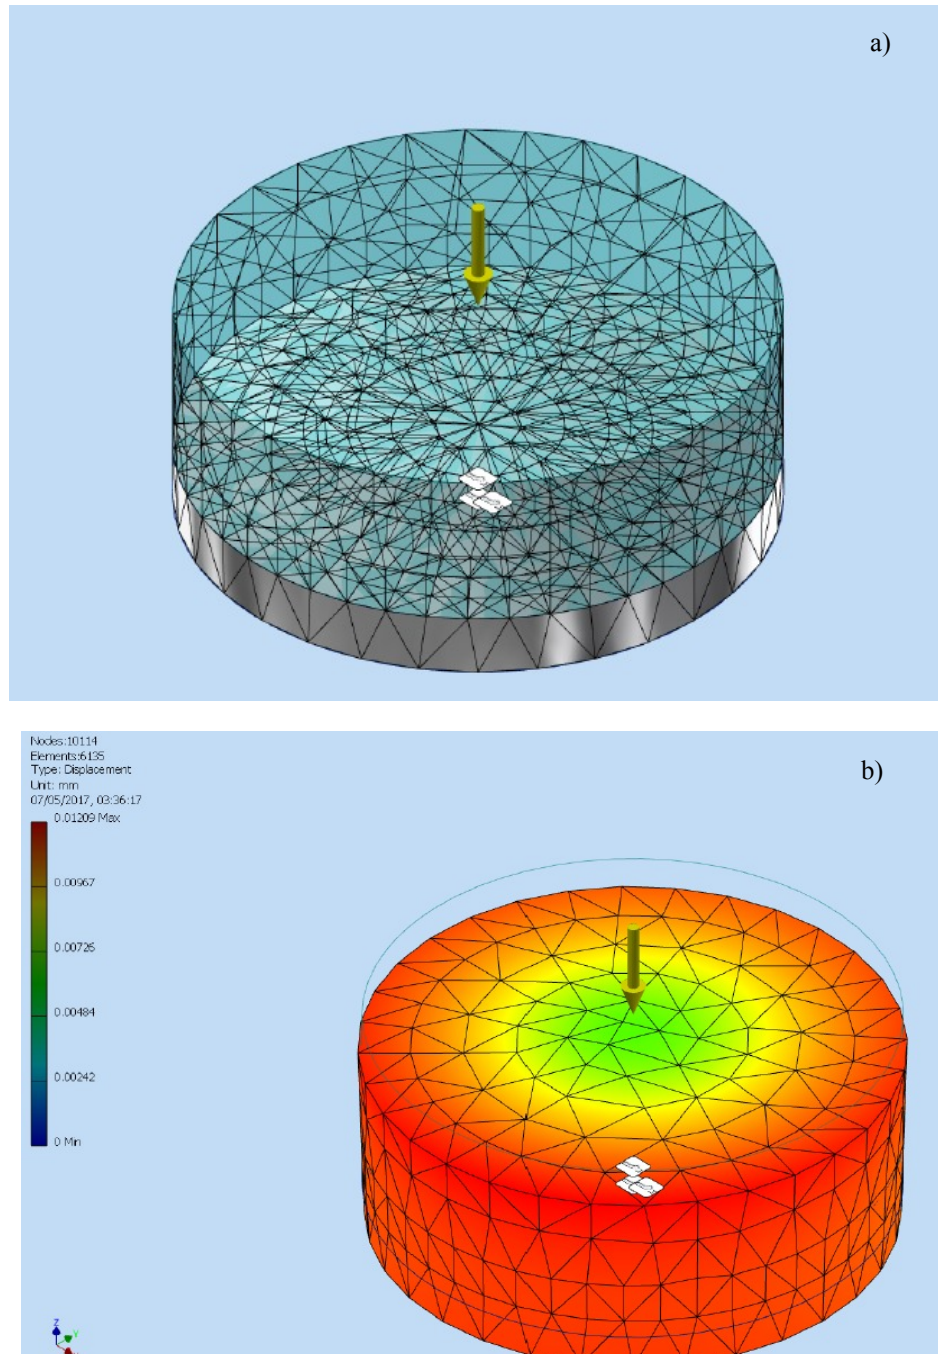 a)
Nodes:10114
Elements:6135
Type: Displacement
Unit: mm
07/05/2017, 03:36:17
b)
0.01209 Max
0.00967
0.00726
0.00484
0.00242
0 Min
Z
Y